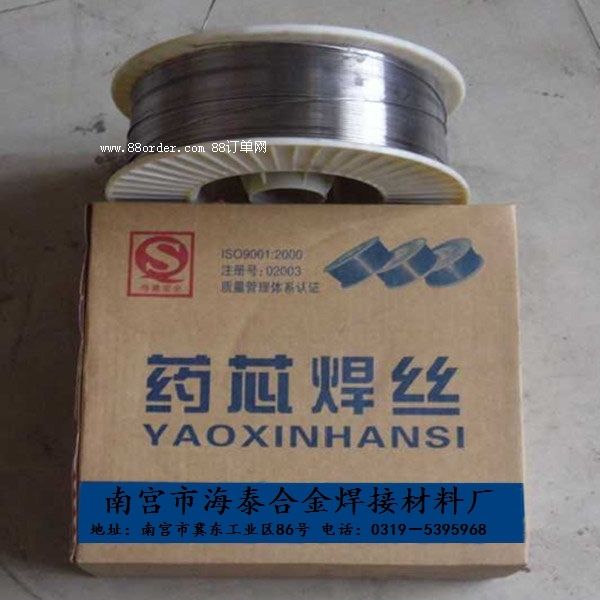 www.88order.com 88订单网
ISO9001:2000
注册号:02003
质量管理体系认证
药芯焊丝
YAOXINHANSI
南宫市海泰合金焊接材料厂
地址：南宫市冀东工业区86号 电话：0319-5395968